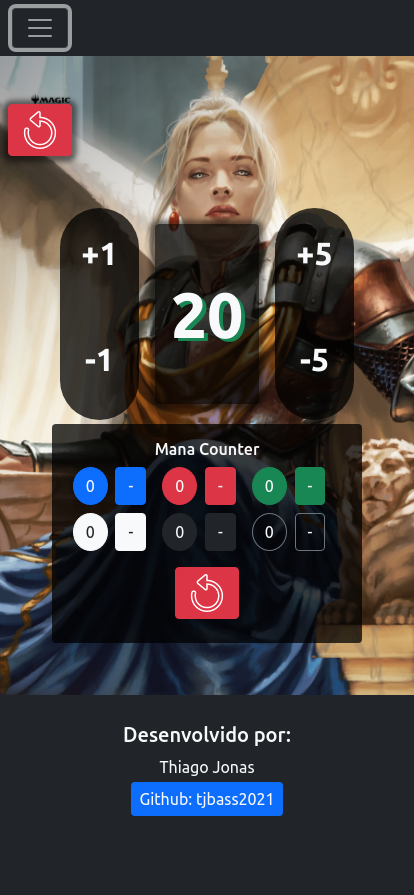 MAGIC
+1
+5
20
-1
-5
Mana Counter
0 - 0 - 0 -
0 - 0 - 0 -
Desenvolvido por:
Thiago Jonas
Github: tjbass2021